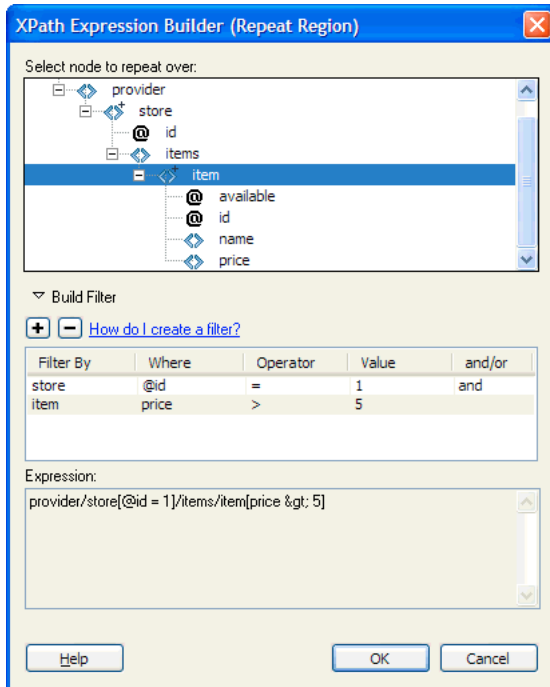 XPath Expression Builder (Repeat Region)
Select node to repeat over:
provider
store
@ id
items
item
@ available
@ id
name
price
Build Filter
How do I create a filter?
Filter By Where Operator Value and/or
store @id = 1 and
item price > 5
Expression:
provider/store[@id = 1]/items/item[price &gt; 5]
Help OK Cancel